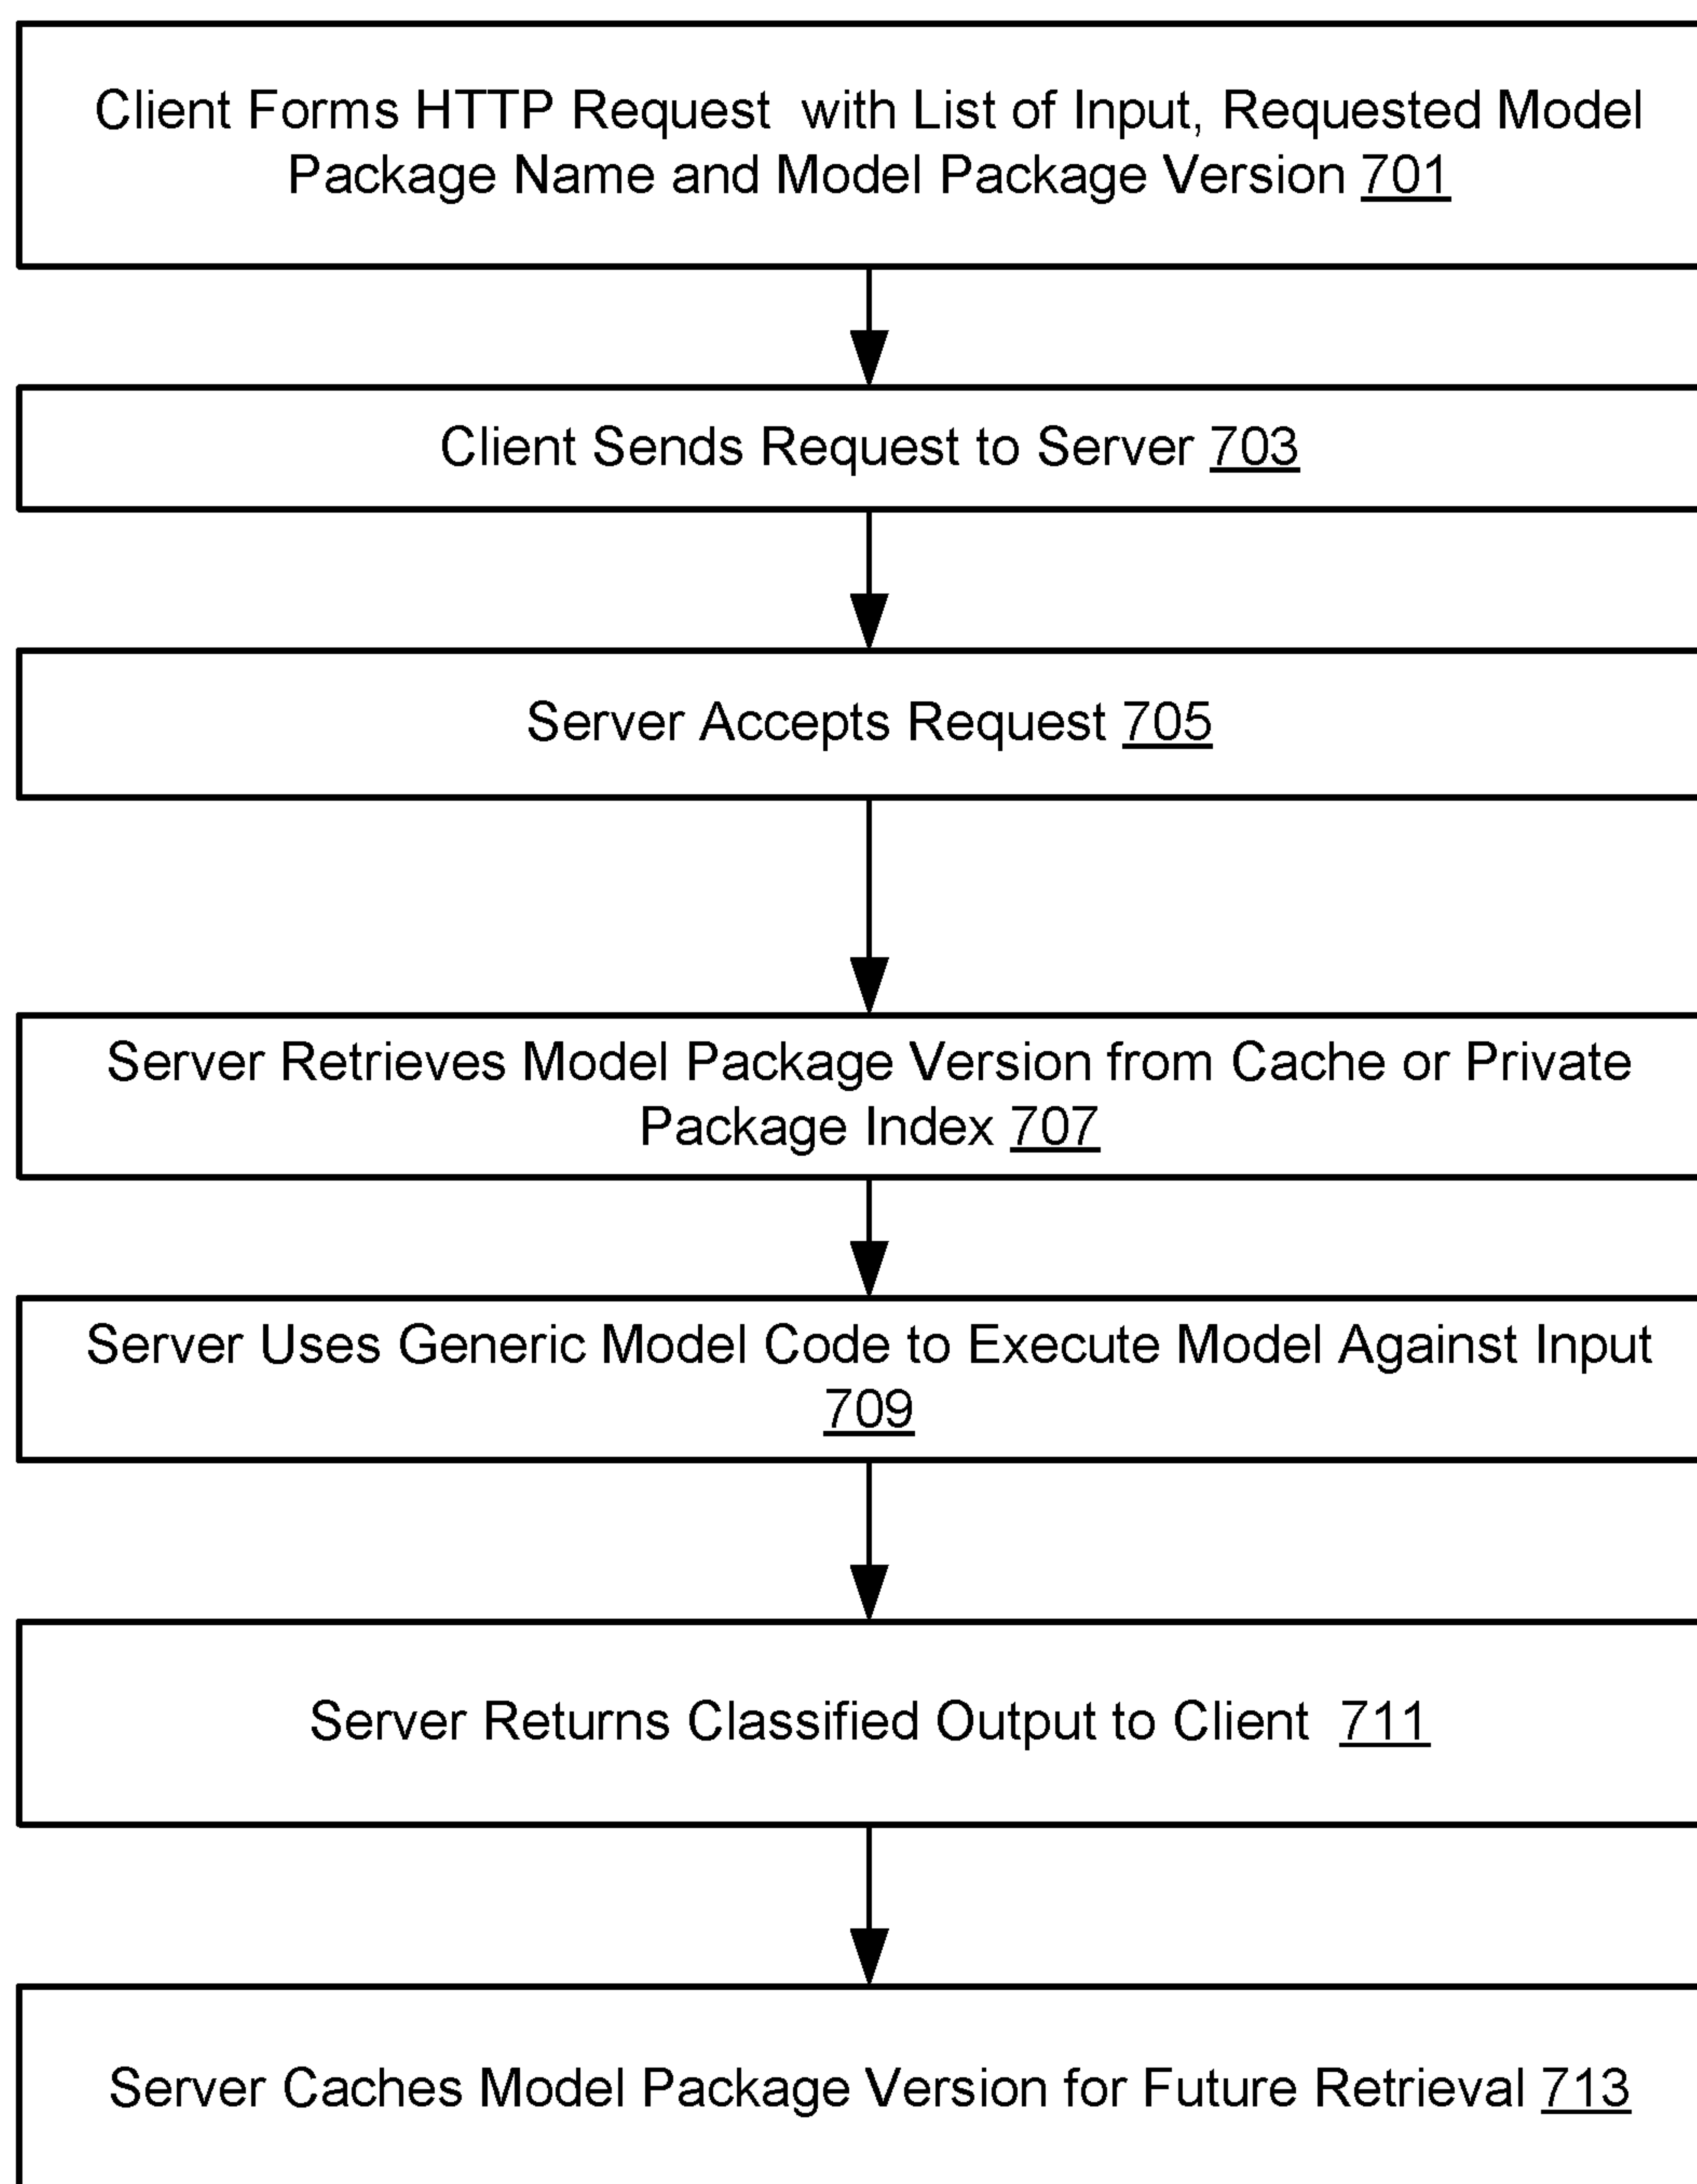 Client Forms HTTP Request with List of Input, Requested Model
Package Name and Model Package Version 701
Client Sends Request to Server 703
Server Accepts Request 705
Server Retrieves Model Package Version from Cache or Private
Package Index 707
Server Uses Generic Model Code to Execute Model Against Input
709
Server Returns Classified Output to Client 711
Server Caches Model Package Version for Future Retrieval 713